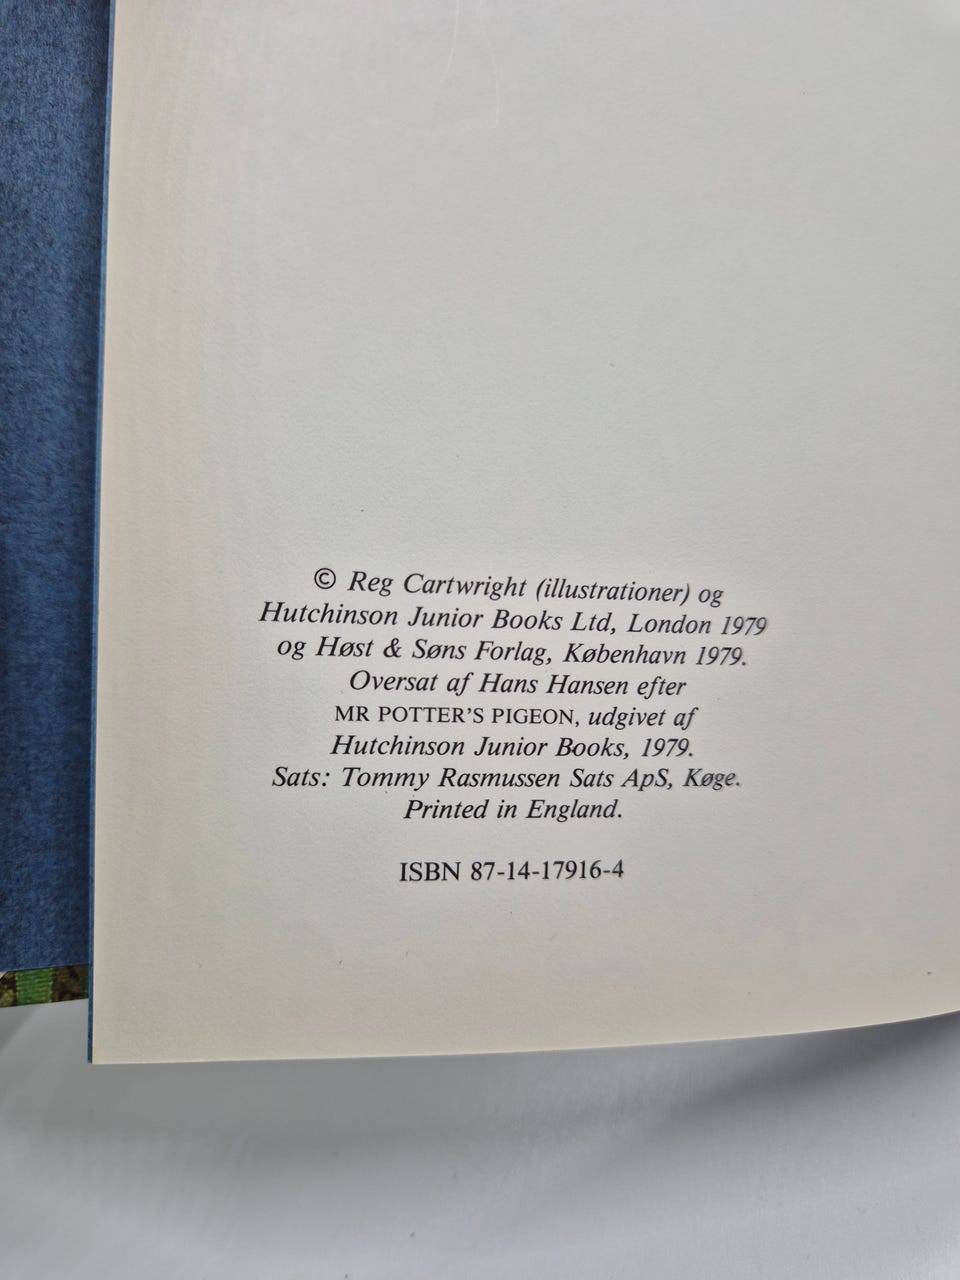 © Reg Cartwright (illustrationer) og
Hutchinson Junior Books Ltd, London 1979
og Høst & Søns Forlag, København 1979.
Oversat af Hans Hansen efter
MR POTTER'S PIGEON, udgivet af
Hutchinson Junior Books, 1979.
Sats: Tommy Rasmussen Sats ApS, Køge.
Printed in England.
ISBN 87-14-17916-4